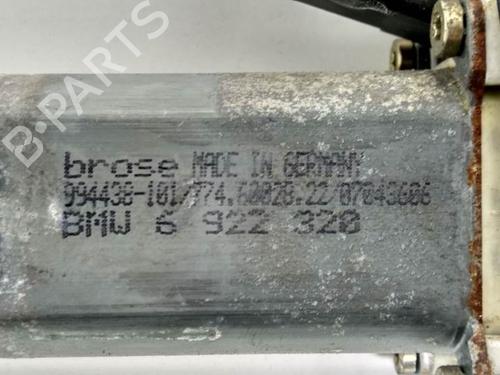 B-PARTS
brose MADE IN GERMANY
994438-101/774.60028.22/07043606
BMW 6 922 320